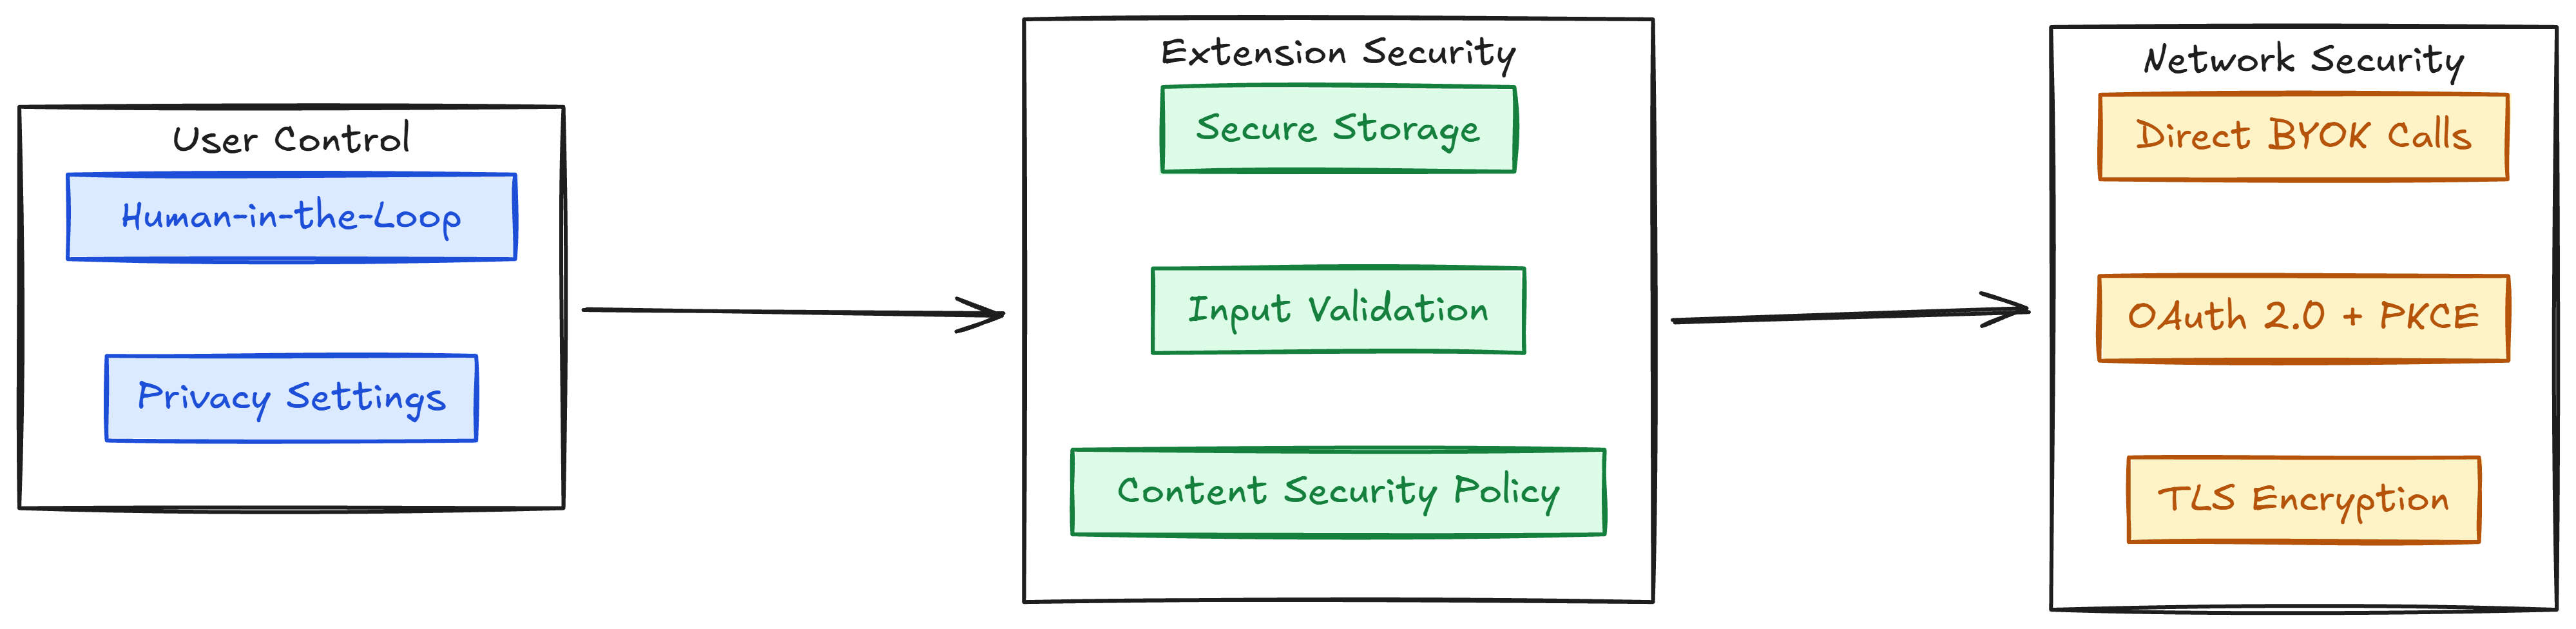 User Control
Human-in-the-Loop
Privacy Settings
Extension Security
Secure Storage
Input Validation
Content Security Policy
Network Security
Direct BYOK Calls
OAuth 2.0 + PKCE
TLS Encryption